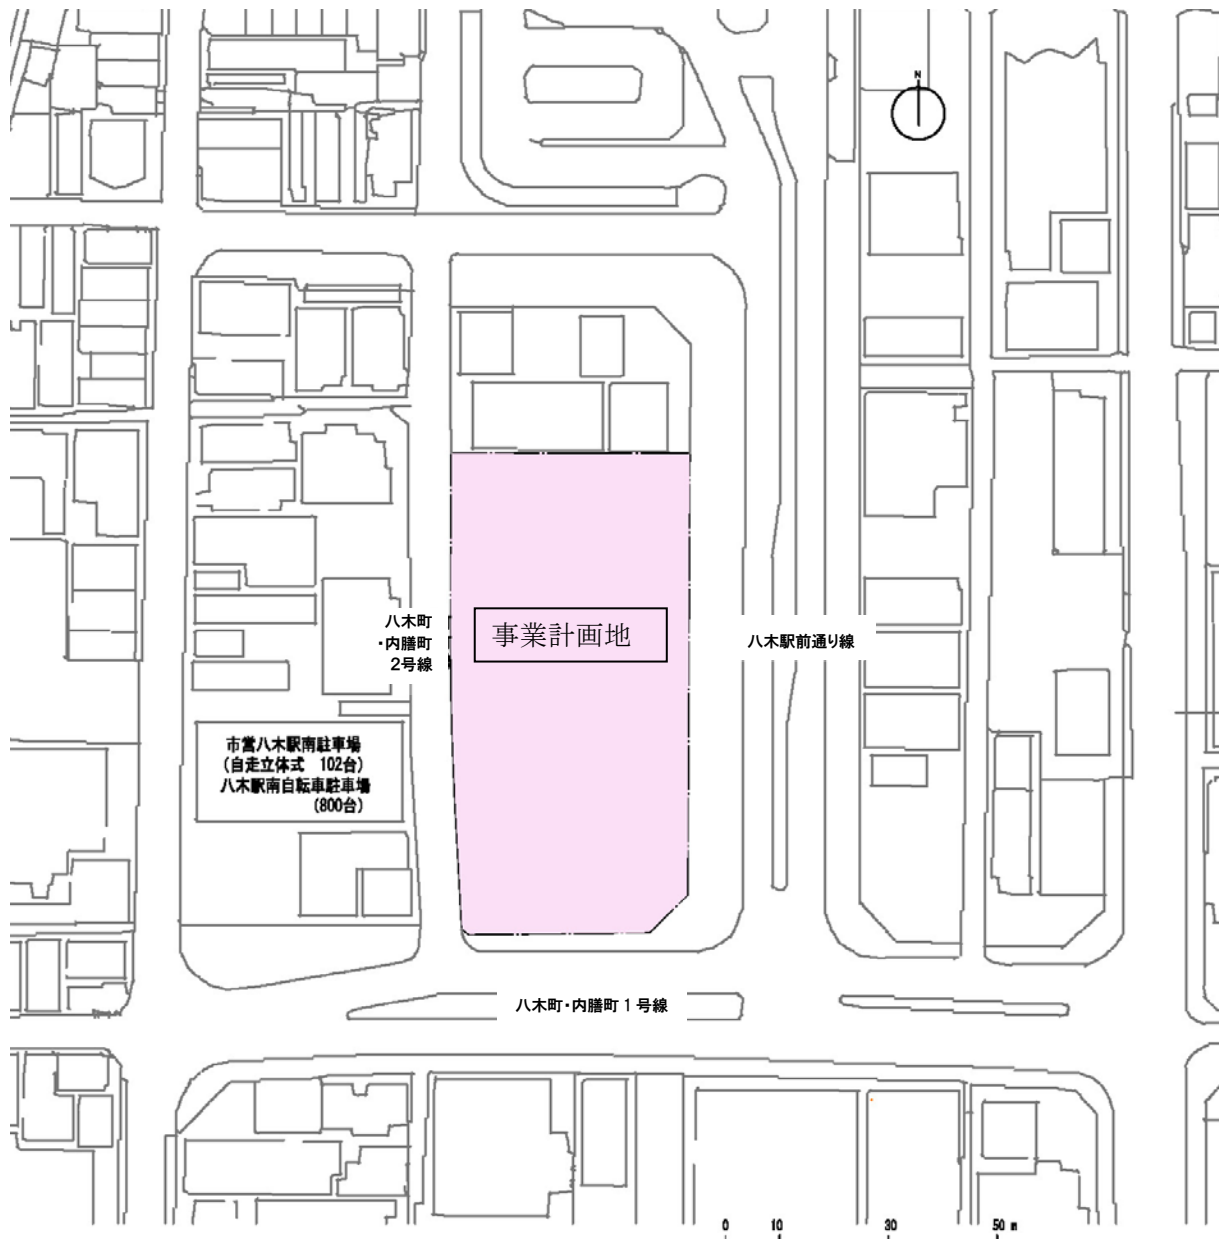 N
八木町
・内膳町
2号線
事業計画地
八木駅前通り線
市営八木駅南駐車場
(自走立体式 102台)
八木駅南自転車駐車場
(800台)
八木町・内膳町1号線
0 10 30 50 m